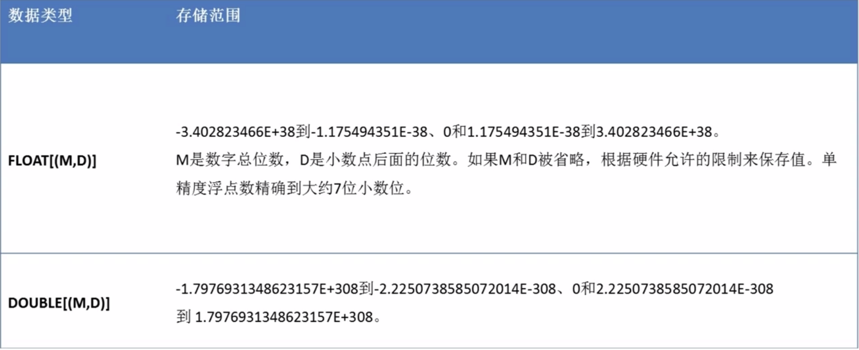 数据类型 存储范围
-3.402823466E+38到-1.175494351E-38、0和1.175494351E-38到3.402823466E+38。
FLOAT[(M,D)] M是数字总位数，D是小数点后面的位数。如果M和D被省略，根据硬件允许的限制来保存值。单
精度浮点数精确到大约7位小数位。
-1.7976931348623157E+308到-2.2250738585072014E-308、0和2.2250738585072014E-308
DOUBLE[(M,D)]
到 1.7976931348623157E+308。